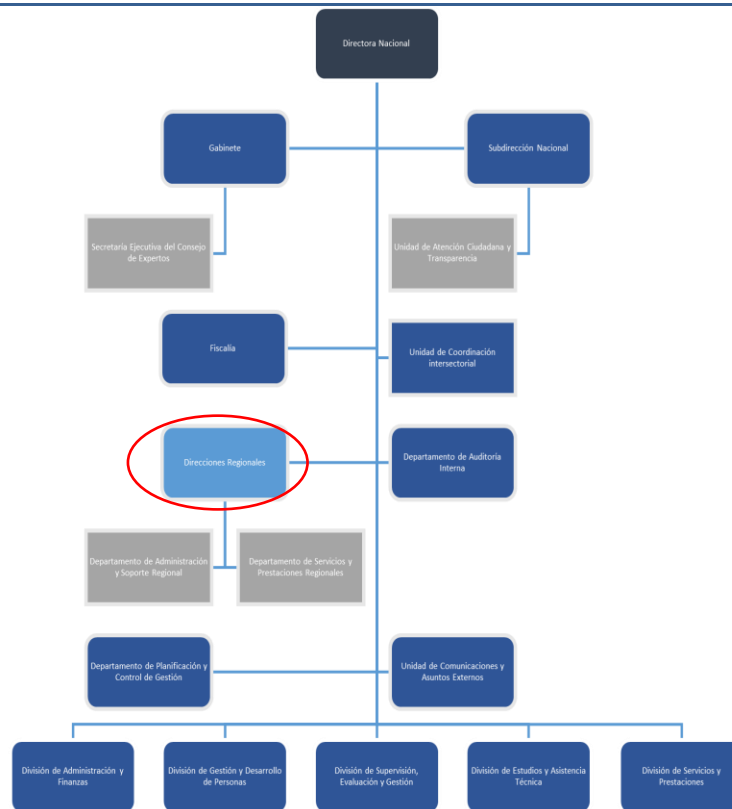 Directora Nacional
Gabinete
Subdirección Nacional
Secretaría Ejecutiva del Consejo
de Expertos
Unidad de Atención Ciudadana y
Transparencia
Fiscalía
Unidad de Coordinación
intersectorial
Direcciones Regionales
Departamento de Auditoria
Interna
Departamento de Administración
y Soporte Regional
Departamento de Servicios y
Prestaciones Regionales
Departamento de Planificación y
Control de Gestión
Unidad de Comunicaciones y
Asuntos Externos
División de Administración y
Finanzas
División de Gestión y Desarrollo
de Personas
División de Supervisión,
Evaluación y Gestión
División de Estudios y Asistencia
Técnica
División de Servicios y
Prestaciones